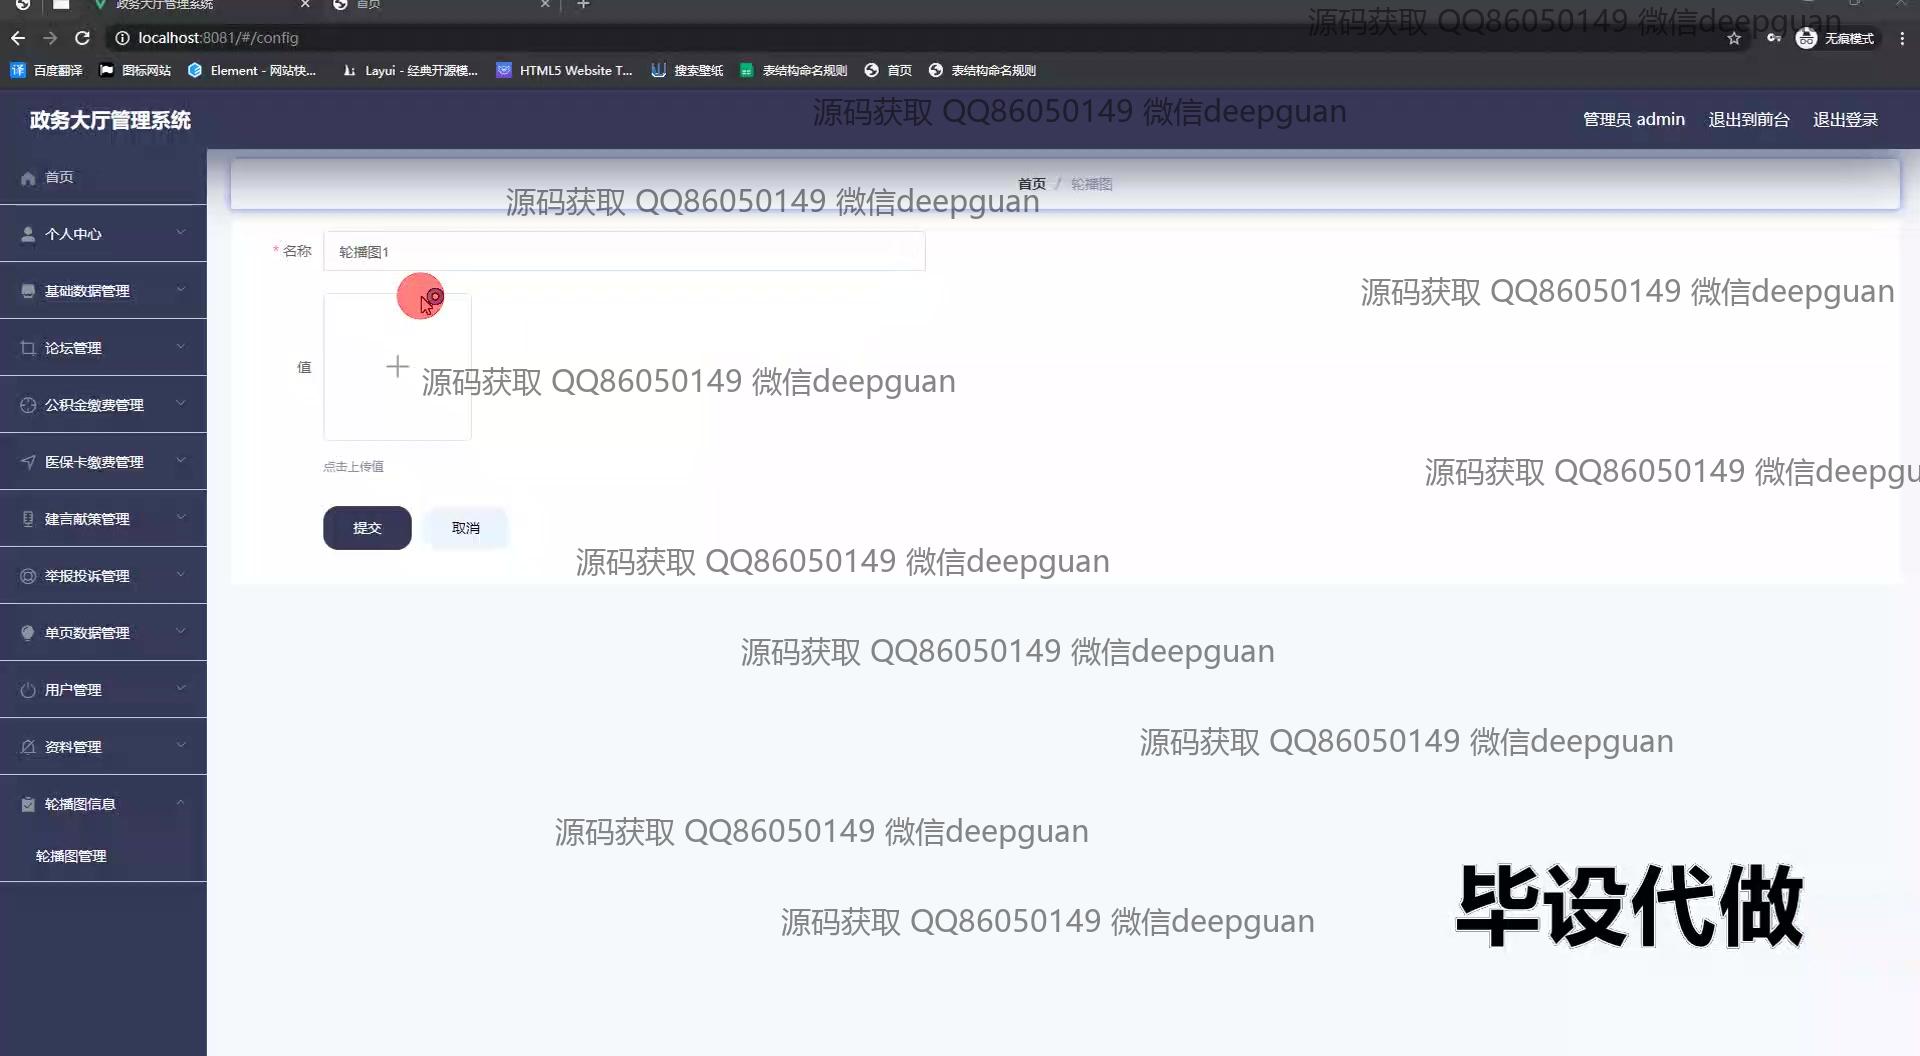 政务大厅管理系统
首页
源码获取 QQ86050149 微信deepguan
localhost:8081/#/config
无痕模式
百度翻译
图标网站
Element - 网站快...
Layui - 经典开源模...
HTML5 Website T...
搜索壁纸
表结构命名规则
首页
表结构命名规则
政务大厅管理系统
源码获取 QQ86050149 微信deepguan
管理员 admin
退出到前台
退出登录
首页
首页 / 轮播图
源码获取 QQ86050149 微信deepguan
个人中心
* 名称
轮播图1
基础数据管理
源码获取 QQ86050149 微信deepguan
论坛管理
值
源码获取 QQ86050149 微信deepguan
公积金缴费管理
医保卡缴费管理
点击上传值
源码获取 QQ86050149 微信deepgu
建言献策管理
提交
取消
源码获取 QQ86050149 微信deepguan
举报投诉管理
单页数据管理
源码获取 QQ86050149 微信deepguan
用户管理
资料管理
源码获取 QQ86050149 微信deepguan
轮播图信息
源码获取 QQ86050149 微信deepguan
轮播图管理
毕设代做
源码获取 QQ86050149 微信deepguan